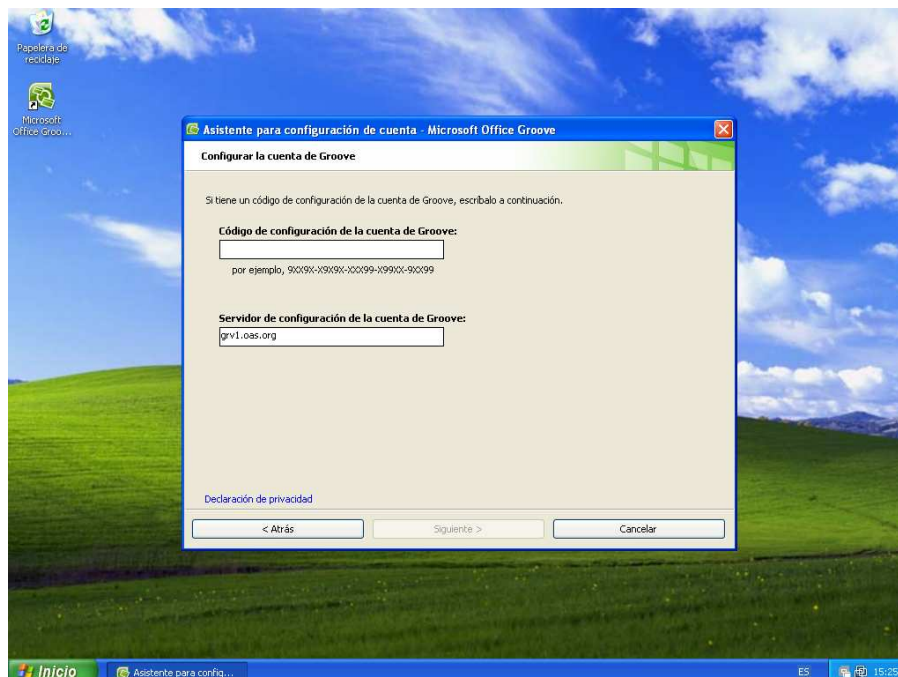 Papelera de
reciclaje
Microsoft
Office Groo...
Asistente para configuración de cuenta - Microsoft Office Groove
Configurar la cuenta de Groove
Si tiene un código de configuración de la cuenta de Groove, escríbalo a continuación.
Código de configuración de la cuenta de Groove:
por ejemplo, 9XX9X-X9X9X-XXX99-X99XX-9XX99
Servidor de configuración de la cuenta de Groove:
grv1.oas.org
Declaración de privacidad
< Atrás
Siguiente >
Cancelar
Inicio
Asistente para config...
ES
15:25